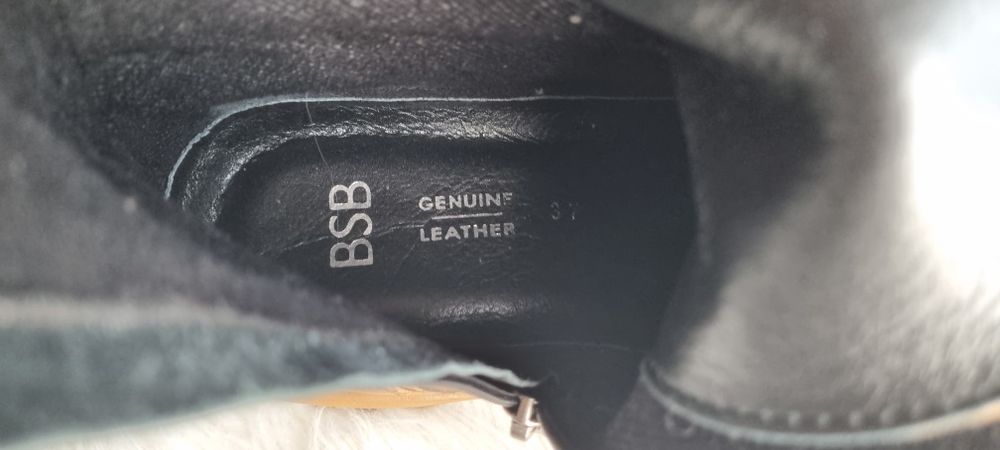 BSB
GENUINE
LEATHER
37